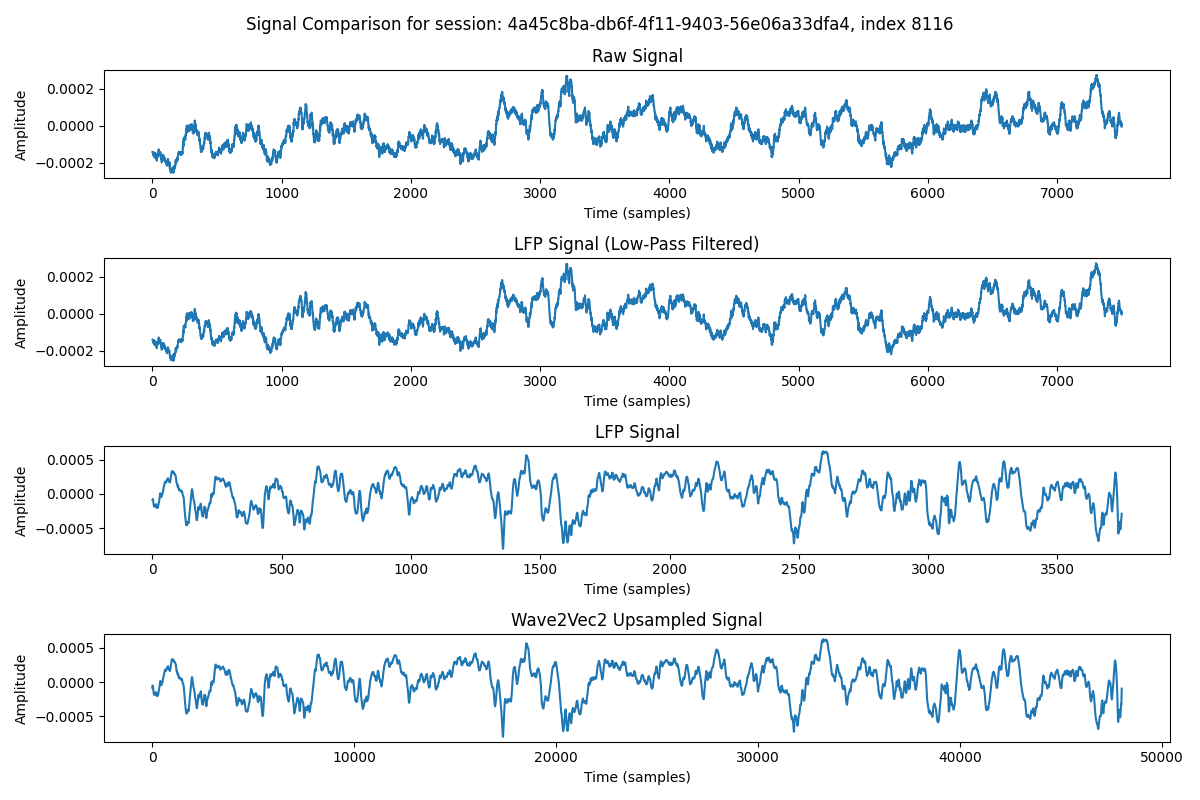 Signal Comparison for session: 4a45c8ba-db6f-4f11-9403-56e06a33dfa4, index 8116
Raw Signal
Amplitude
0.0002
0.0000
−0.0002
0 1000 2000 3000 4000 5000 6000 7000
Time (samples)
LFP Signal (Low-Pass Filtered)
Amplitude
0.0002
0.0000
−0.0002
0 1000 2000 3000 4000 5000 6000 7000
Time (samples)
LFP Signal
Amplitude
0.0005
0.0000
−0.0005
0 500 1000 1500 2000 2500 3000 3500
Time (samples)
Wave2Vec2 Upsampled Signal
Amplitude
0.0005
0.0000
−0.0005
0 10000 20000 30000 40000 50000
Time (samples)